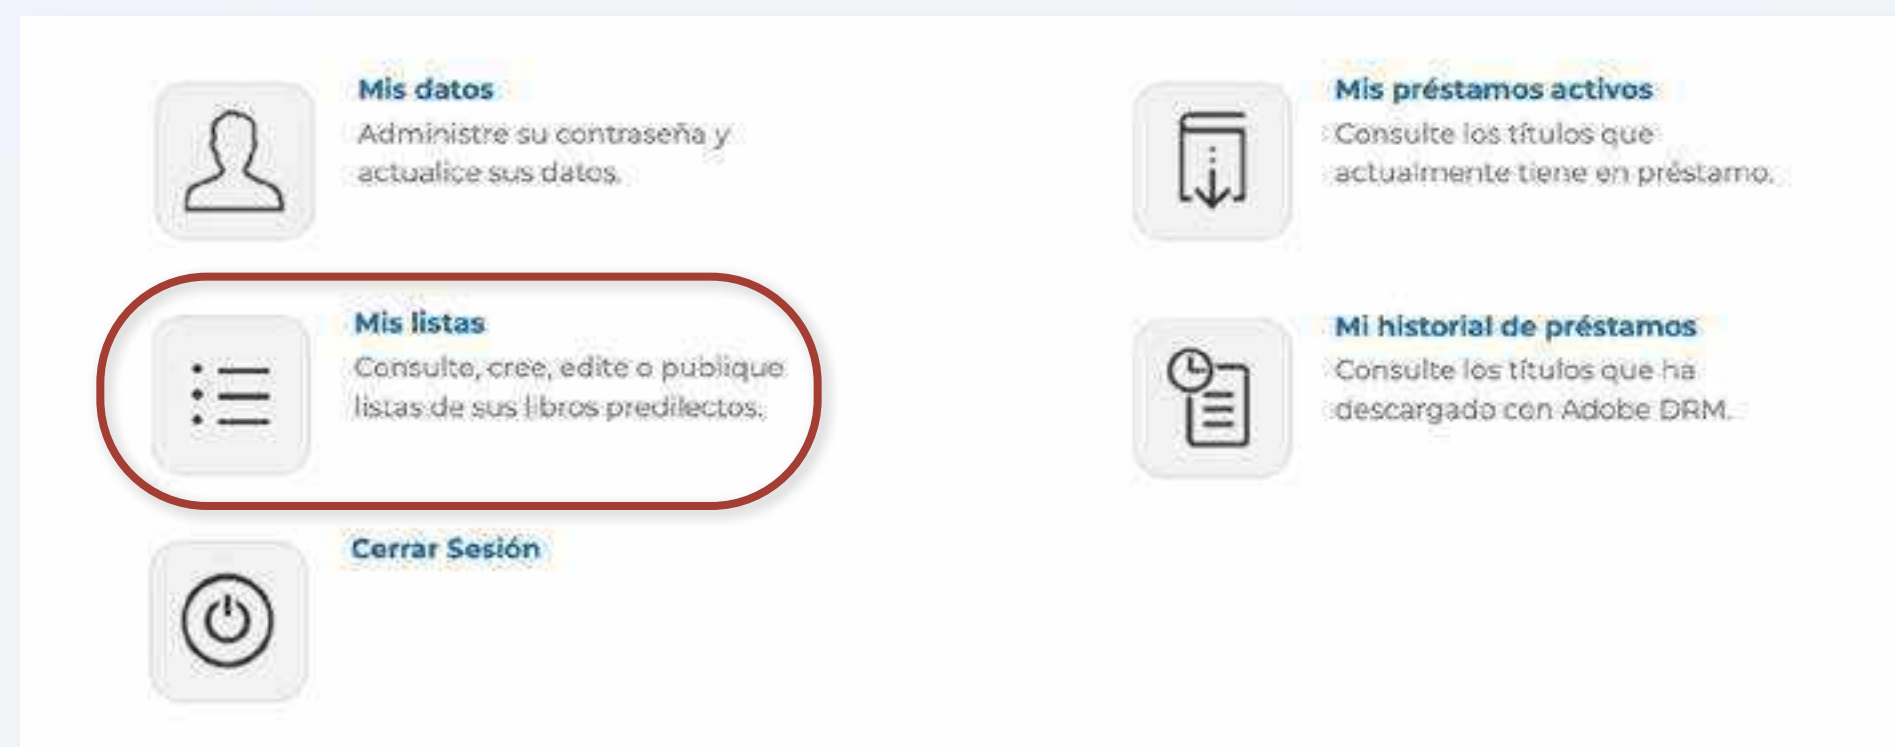 Mis datos
Administre su contraseña y
actualice sus datos.
Mis préstamos activos
Consulte los títulos que
actualmente tiene en préstamo.
Mis listas
Consulte, cree, edite o publique
listas de sus libros predilectos.
Mi historial de préstamos
Consulte los títulos que ha
descargado con Adobe DRM.
Cerrar Sesión